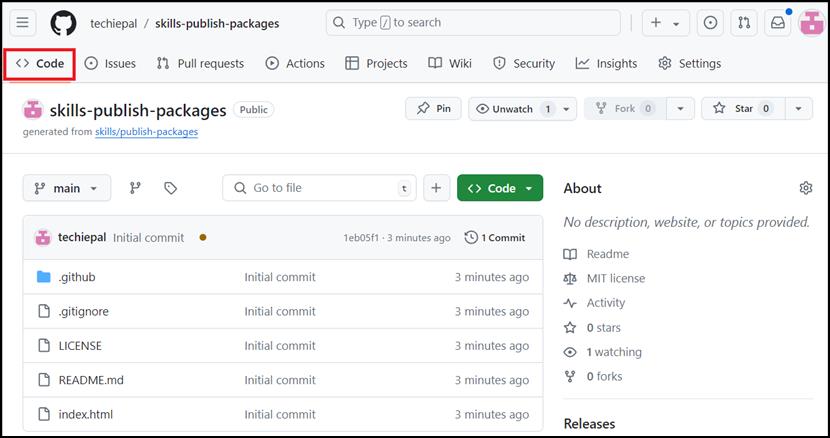 techiepal / skills-publish-packages Type / to search
Code Issues Pull requests Actions Projects Wiki Security Insights Settings
skills-publish-packages Public Pin Unwatch 1 Fork 0 Star 0
generated from skills/publish-packages
main Go to file t Code
About
No description, website, or topics provided.
techiepal Initial commit 1eb05f1 · 3 minutes ago 1 Commit
.github Initial commit 3 minutes ago
.gitignore Initial commit 3 minutes ago
LICENSE Initial commit 3 minutes ago
README.md Initial commit 3 minutes ago
index.html Initial commit 3 minutes ago
Readme
MIT license
Activity
0 stars
1 watching
0 forks
Releases